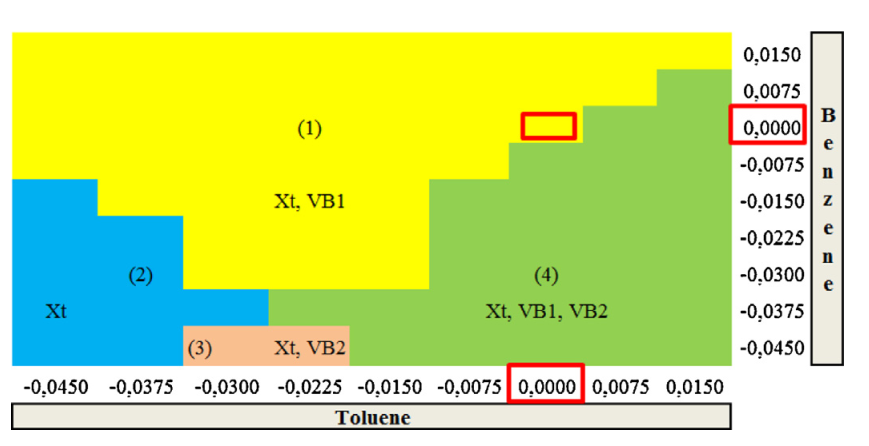 0,0150
0,0075
(1) 0,0000
-0,0075
Xt, VB1 -0,0150
-0,0225
(2) (4) -0,0300
Xt Xt, VB1, VB2 -0,0375
(3) Xt, VB2 -0,0450
Benzene
-0,0450 -0,0375 -0,0300 -0,0225 -0,0150 -0,0075 0,0000 0,0075 0,0150
Toluene